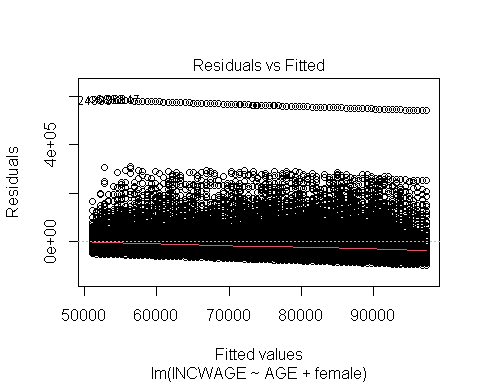 Residuals vs Fitted
Residuals
4e+05
0e+00
50000 60000 70000 80000 90000
Fitted values
lm(INCWAGE ~ AGE + female)